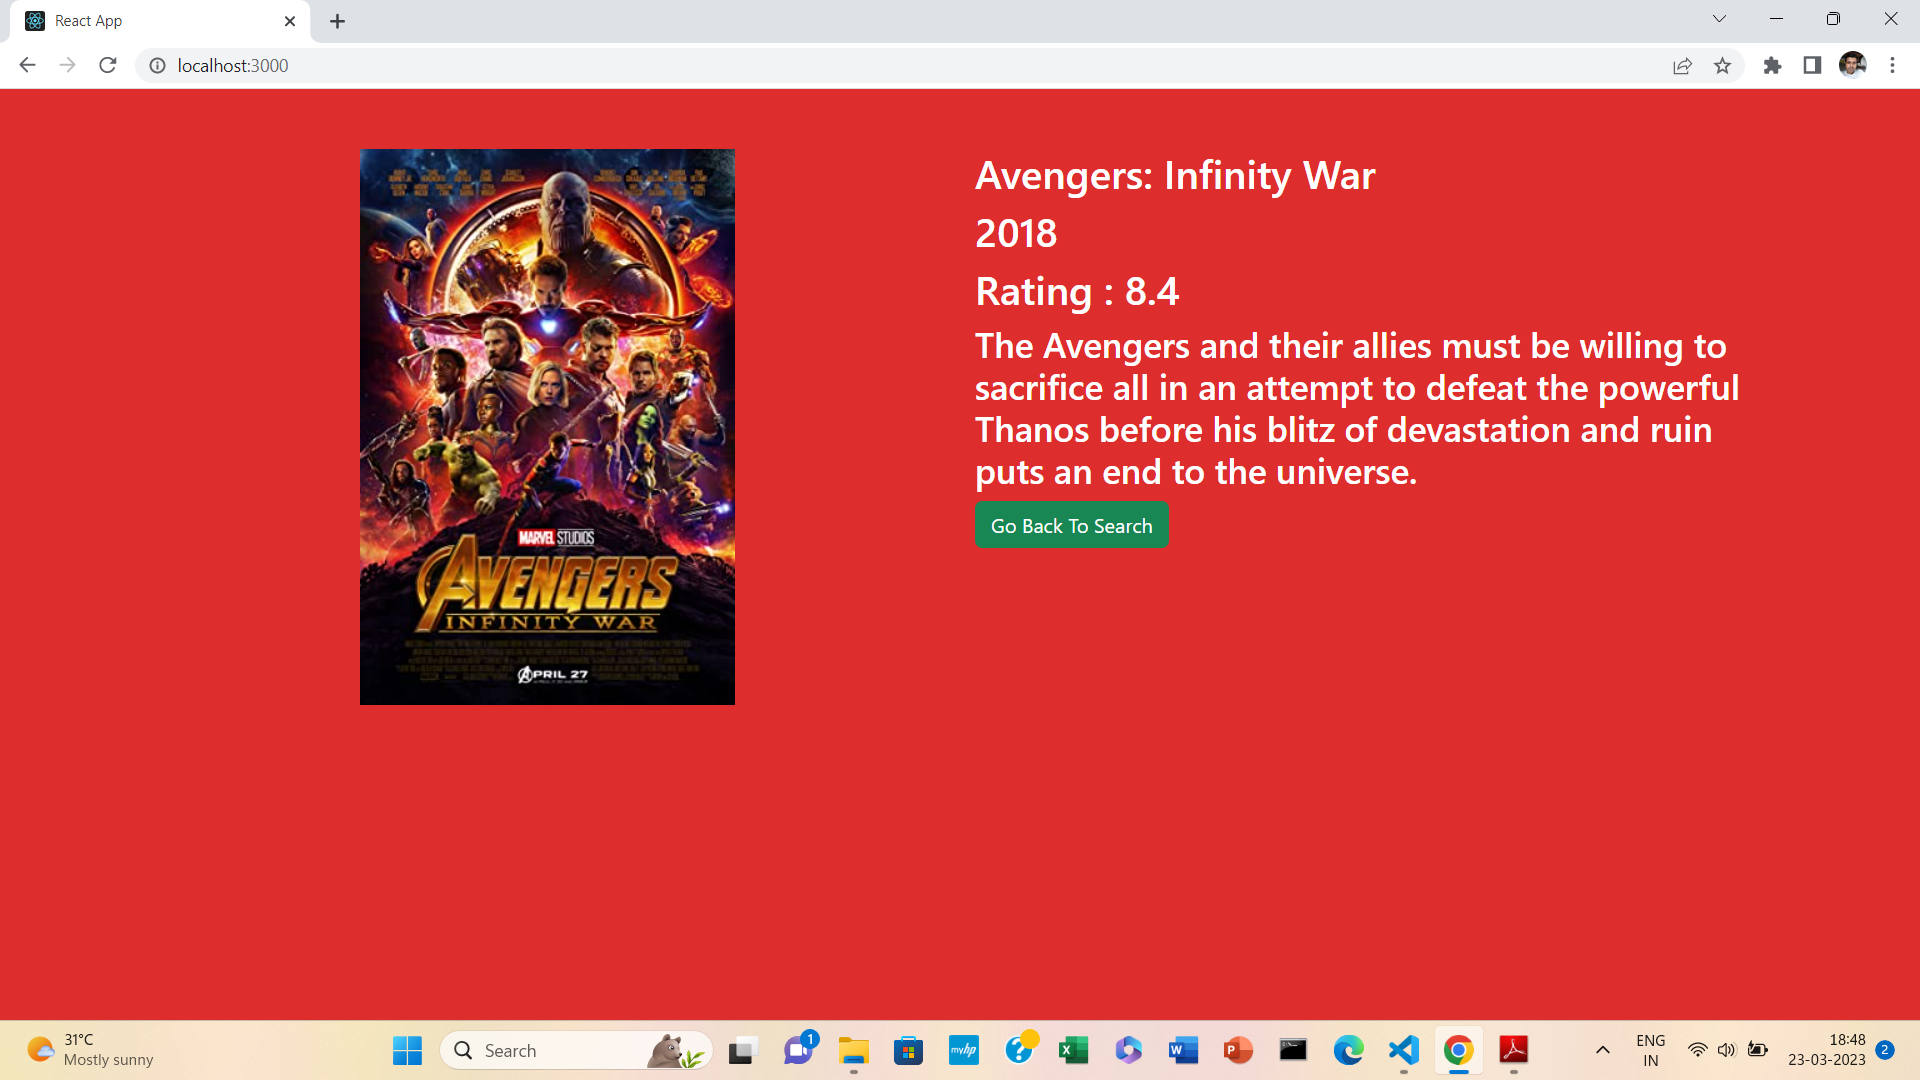 React App
localhost:3000
Avengers: Infinity War
2018
Rating : 8.4
The Avengers and their allies must be willing to
sacrifice all in an attempt to defeat the powerful
Thanos before his blitz of devastation and ruin
puts an end to the universe.
Go Back To Search
MARVEL STUDIOS
AVENGERS
INFINITY WAR
APRIL 27
31°C
Mostly sunny
Search
1
myhp
ENG
IN
18:48
23-03-2023
2